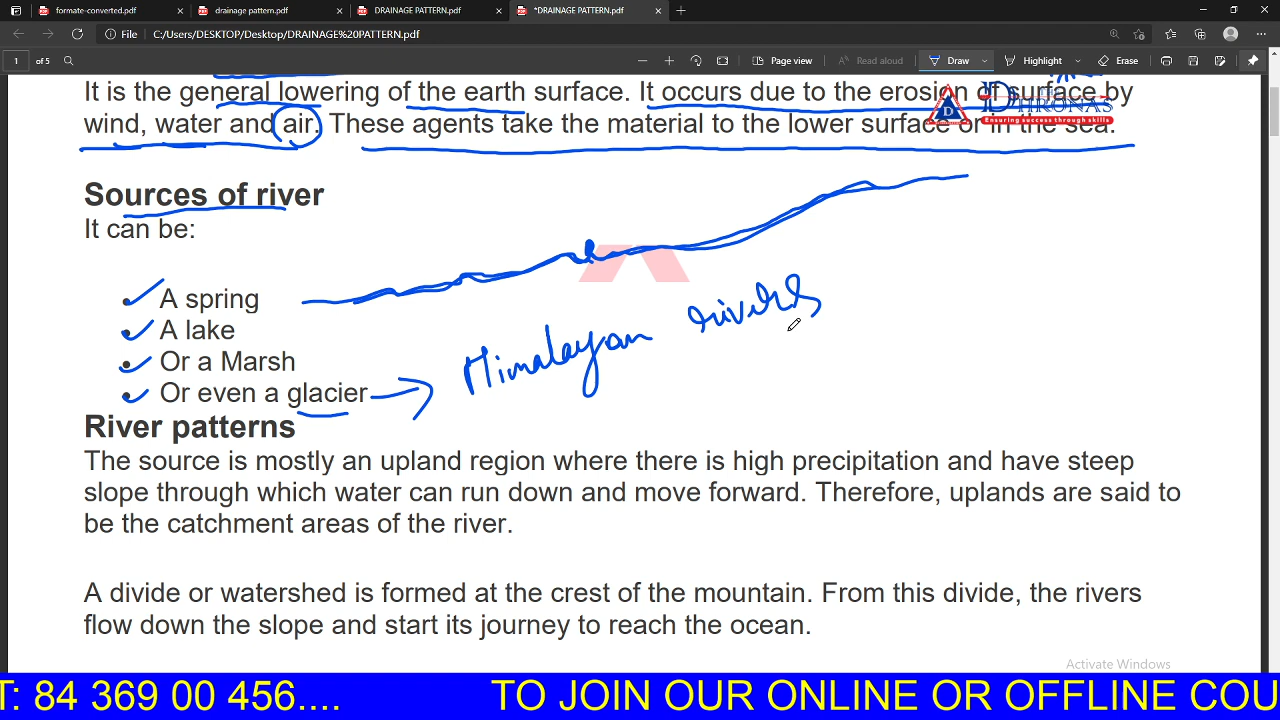 formate-converted.pdf
drainage pattern.pdf
DRAINAGE PATTERN.pdf
*DRAINAGE PATTERN.pdf
File
C:/Users/DESKTOP/Desktop/DRAINAGE%20PATTERN.pdf
1 of 5
Page view
Read aloud
Draw
Highlight
Erase
It is the general lowering of the earth surface. It occurs due to the erosion of surface by
wind, water and air. These agents take the material to the lower surface or in the sea.
DHRONAS
Ensuring success through skills
Sources of river
It can be:
• A spring
• A lake
• Or a Marsh
• Or even a glacier
Himalayan rivers
River patterns
The source is mostly an upland region where there is high precipitation and have steep
slope through which water can run down and move forward. Therefore, uplands are said to
be the catchment areas of the river.
A divide or watershed is formed at the crest of the mountain. From this divide, the rivers
flow down the slope and start its journey to reach the ocean.
Activate Windows
T: 84 369 00 456.... TO JOIN OUR ONLINE OR OFFLINE COU